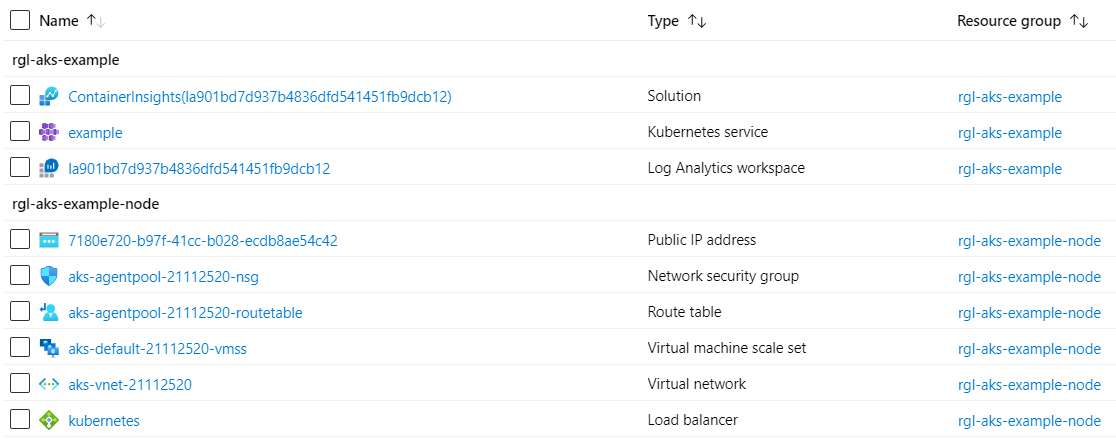 Name ↑↓ Type ↑↓ Resource group ↑↓
rgl-aks-example
ContainerInsights(la901bd7d937b4836dfd541451fb9dcb12) Solution rgl-aks-example
example Kubernetes service rgl-aks-example
la901bd7d937b4836dfd541451fb9dcb12 Log Analytics workspace rgl-aks-example
rgl-aks-example-node
7180e720-b97f-41cc-b028-ecdb8ae54c42 Public IP address rgl-aks-example-node
aks-agentpool-21112520-nsg Network security group rgl-aks-example-node
aks-agentpool-21112520-routetable Route table rgl-aks-example-node
aks-default-21112520-vmss Virtual machine scale set rgl-aks-example-node
aks-vnet-21112520 Virtual network rgl-aks-example-node
kubernetes Load balancer rgl-aks-example-node